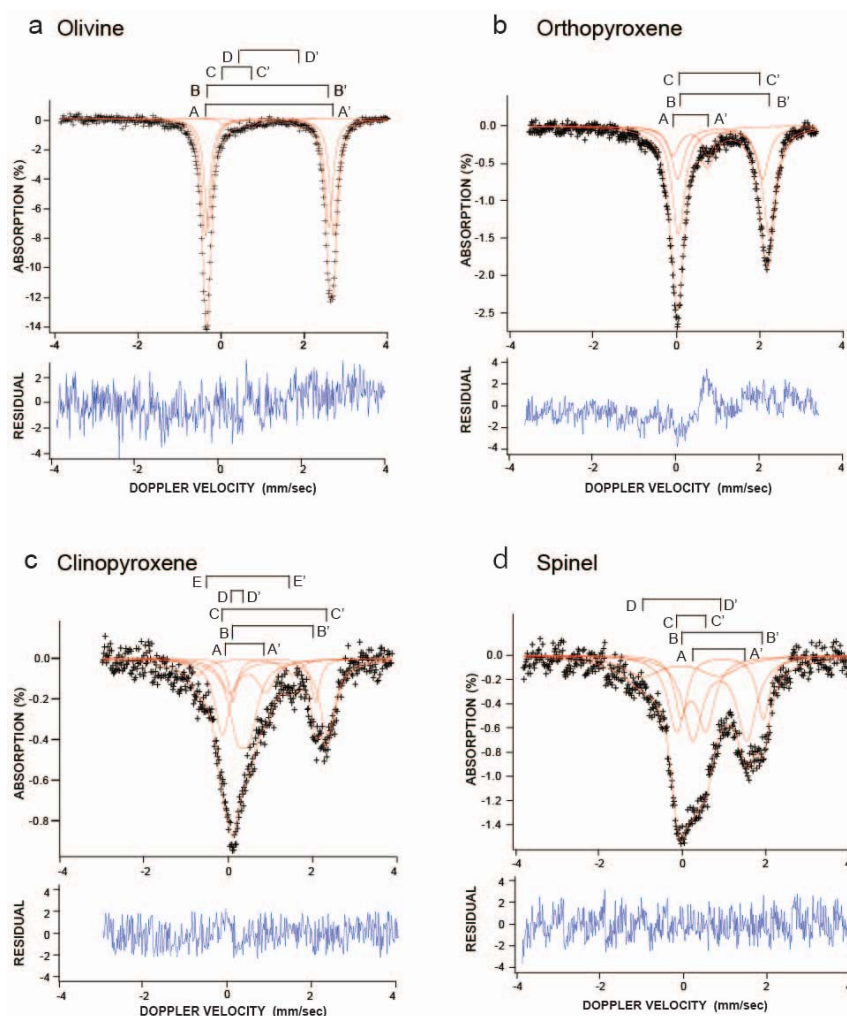 a Olivine
D D'
C C'
B B'
A A'
0
-2
-4
-6
-8
-10
-12
-14
ABSORPTION (%)
-4 -2 0 2 4
2
0
-2
-4
RESIDUAL
-4 -2 0 2 4
DOPPLER VELOCITY (mm/sec)
b Orthopyroxene
C C'
B B'
A A'
0.0
-0.5
-1.0
-1.5
-2.0
-2.5
ABSORPTION (%)
-4 -2 0 2 4
4
2
0
-2
-4
RESIDUAL
-4 -2 0 2 4
DOPPLER VELOCITY (mm/sec)
c Clinopyroxene
E E'
D D'
C C'
B B'
A A'
0.0
-0.2
-0.4
-0.6
-0.8
ABSORPTION (%)
-4 -2 0 2 4
4
2
0
-2
-4
RESIDUAL
-4 -2 0 2 4
DOPPLER VELOCITY (mm/sec)
d Spinel
D D'
C C'
B B'
A A'
0.0
-0.2
-0.4
-0.6
-0.8
-1.0
-1.2
-1.4
ABSORPTION (%)
-4 -2 0 2 4
4
2
0
-2
-4
RESIDUAL
-4 -2 0 2 4
DOPPLER VELOCITY (mm/sec)